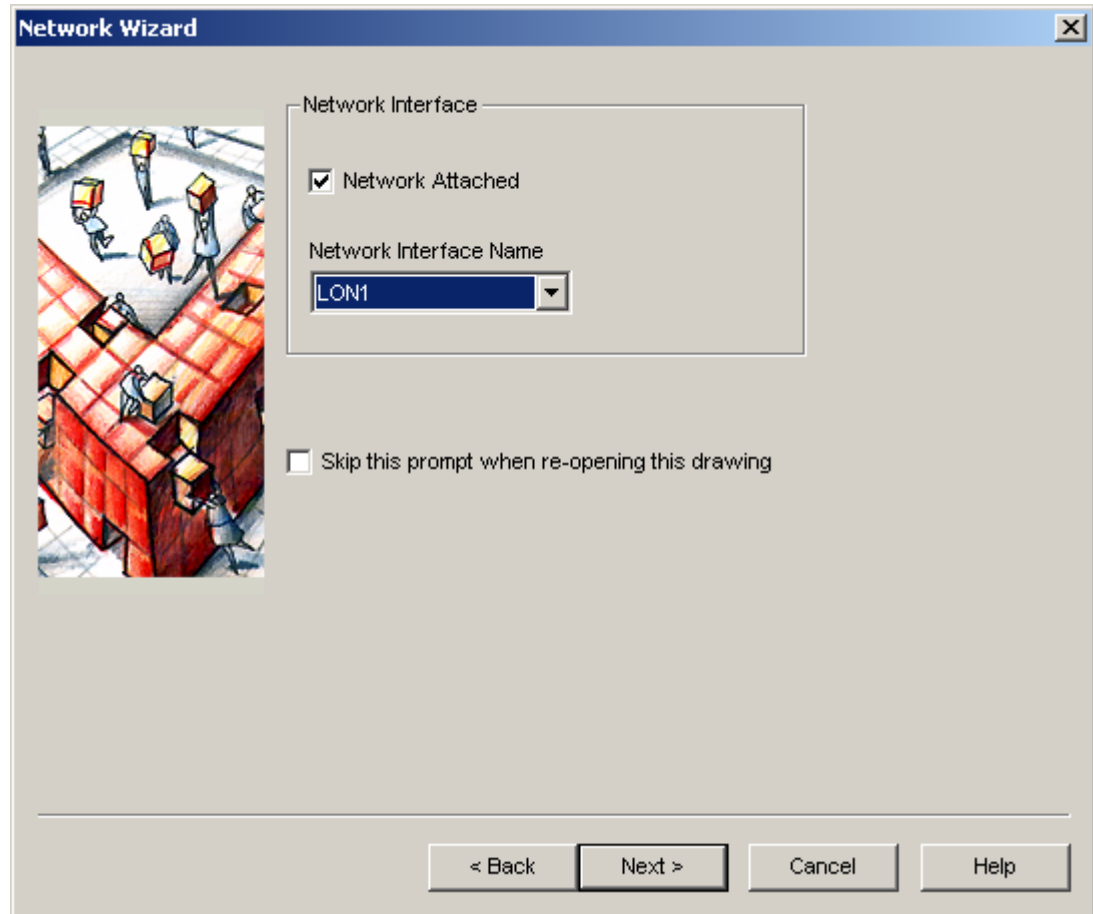 Network Wizard
Network Interface
Network Attached
Network Interface Name
LON1
Skip this prompt when re-opening this drawing
< Back Next > Cancel Help